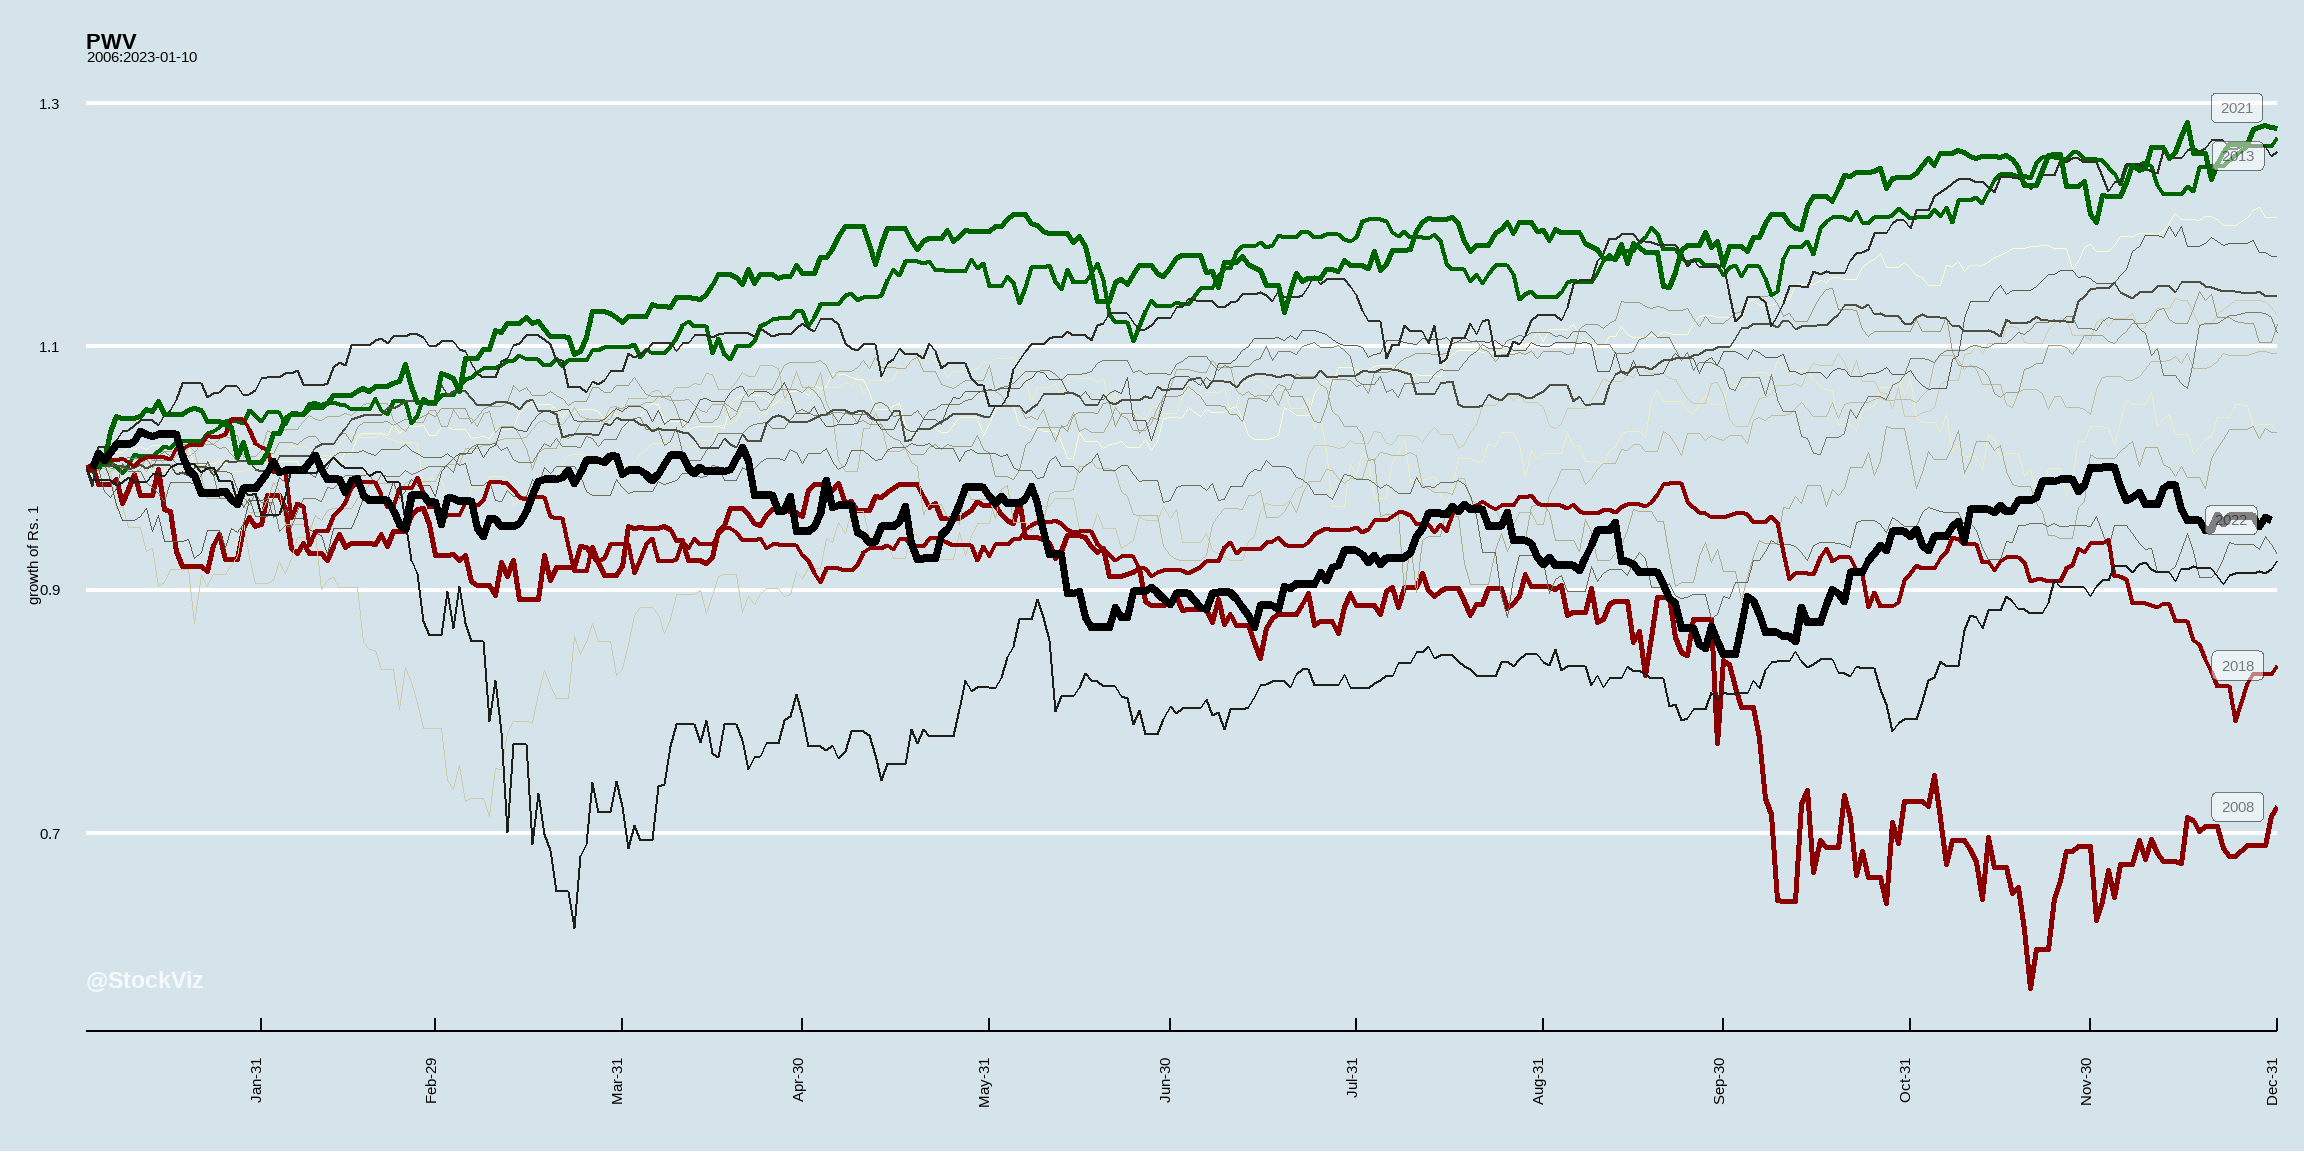 PWV
2006:2023-01-10
1.3
1.1
0.9
0.7
growth of Rs. 1
2021
2013
2022
2018
2008
@StockViz
Jan-31
Feb-29
Mar-31
Apr-30
May-31
Jun-30
Jul-31
Aug-31
Sep-30
Oct-31
Nov-30
Dec-31